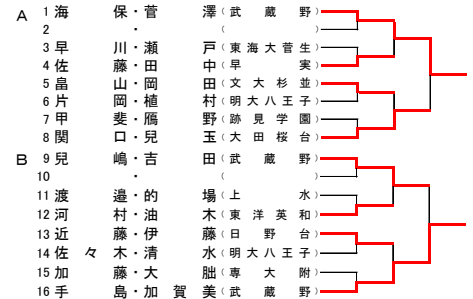 A 1 海 保・菅 澤（武 蔵 野）
2 ・ （ ）
3 早 川・瀬 戸（東海大菅生）
4 佐 藤・田 中（早 実）
5 畠 山・岡 田（文大杉並）
6 片 岡・植 村（明大八王子）
7 甲 斐・鴈 野（跡見学園）
8 関 口・兒 玉（大田桜台）
B 9 兒 嶋・吉 田（武 蔵 野）
10 ・ （ ）
11 渡 邉・的 場（上 水）
12 河 村・油 木（東洋英和）
13 近 藤・伊 藤（日 野 台）
14 佐 々 木・清 水（明大八王子）
15 加 藤・大 朏（専 大 附）
16 手 島・加 賀 美（武 蔵 野）